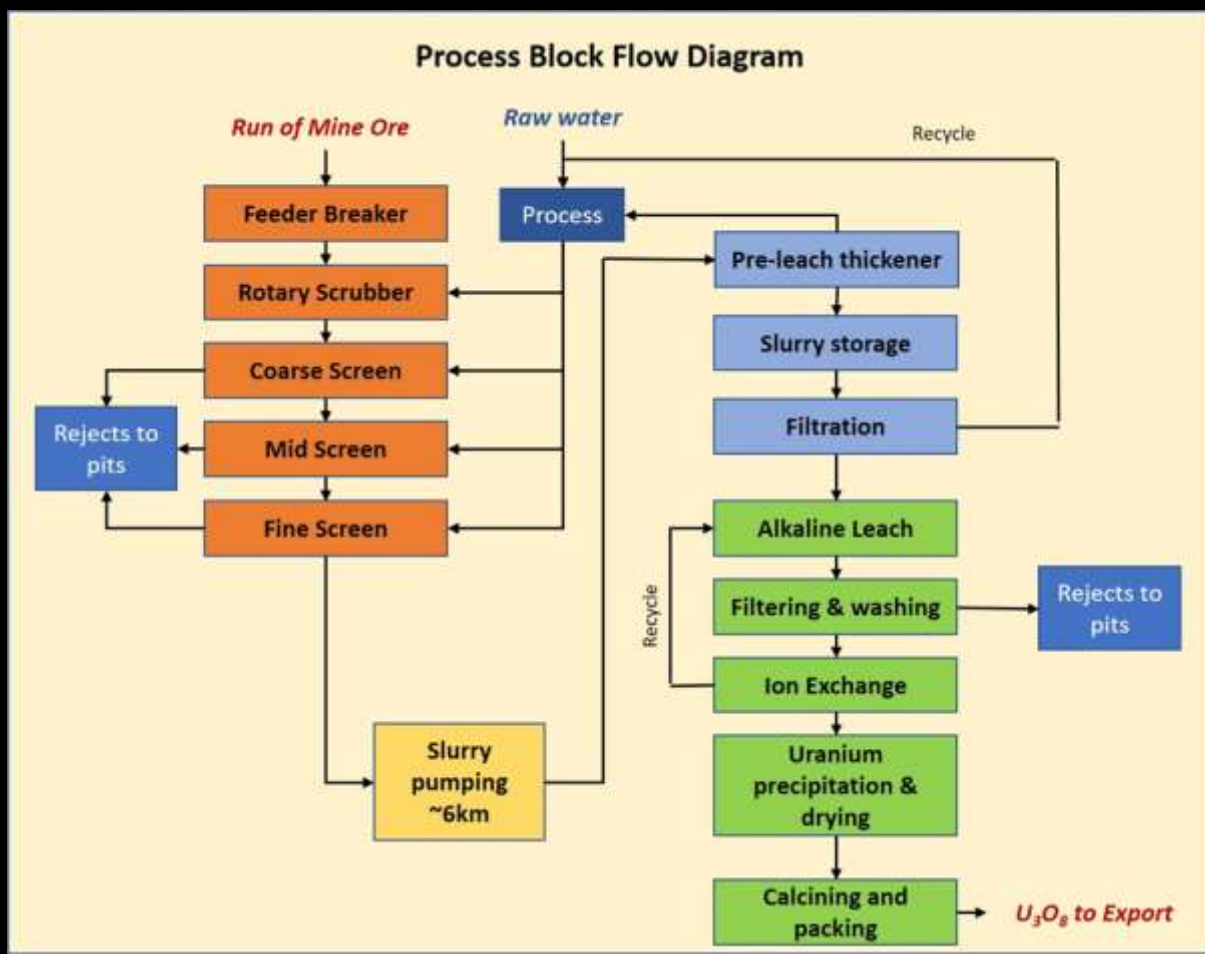 Process Block Flow Diagram
Run of Mine Ore
Raw water
Recycle
Feeder Breaker
Process
Rotary Scrubber
Coarse Screen
Rejects to
pits
Mid Screen
Fine Screen
Slurry
pumping
~6km
Pre-leach thickener
Slurry storage
Filtration
Alkaline Leach
Recycle
Filtering & washing
Rejects to
pits
Ion Exchange
Uranium
precipitation &
drying
Calcining and
packing
U₃O₈ to Export